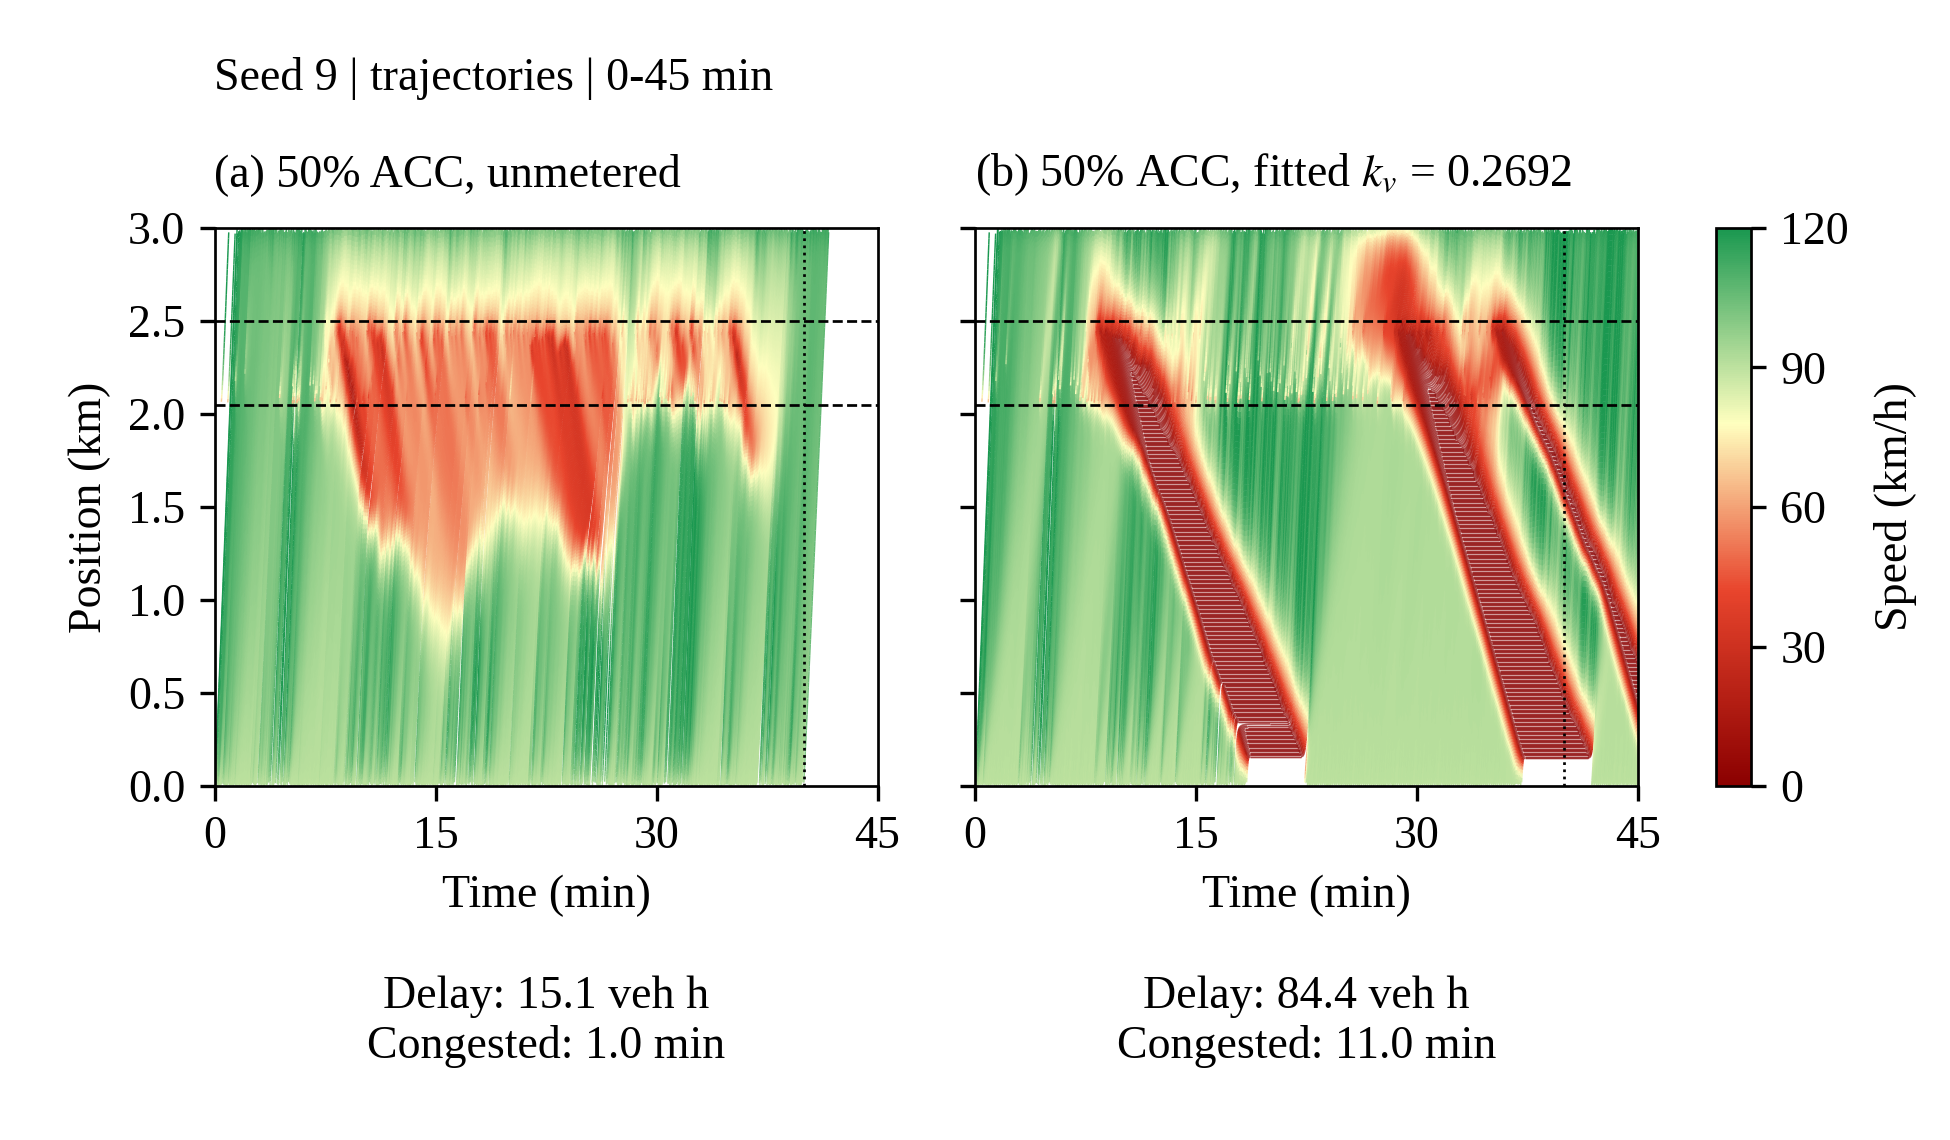 Seed 9 | trajectories | 0-45 min
(a) 50% ACC, unmetered
(b) 50% ACC, fitted kᵥ = 0.2692
3.0
2.5
2.0
1.5
1.0
0.5
0.0
Position (km)
0
15
30
45
Time (min)
0
15
30
45
Time (min)
120
90
60
30
0
Speed (km/h)
Delay: 15.1 veh h
Congested: 1.0 min
Delay: 84.4 veh h
Congested: 11.0 min